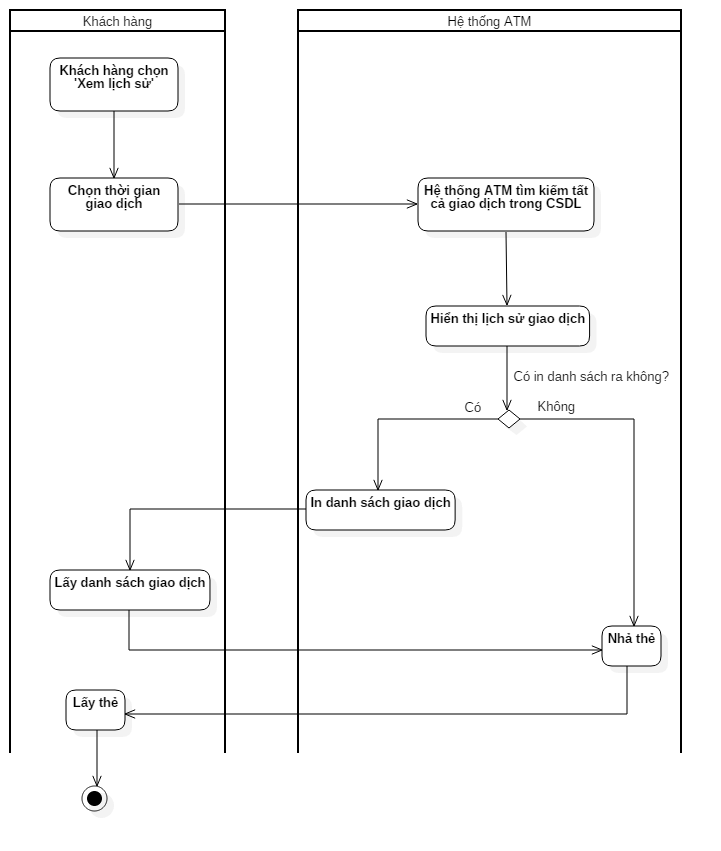 Khách hàng
Hệ thống ATM
Khách hàng chọn
'Xem lịch sử'
Chọn thời gian
giao dịch
Hệ thống ATM tìm kiếm tất
cả giao dịch trong CSDL
Hiển thị lịch sử giao dịch
Có in danh sách ra không?
Có
Không
In danh sách giao dịch
Lấy danh sách giao dịch
Nhả thẻ
Lấy thẻ